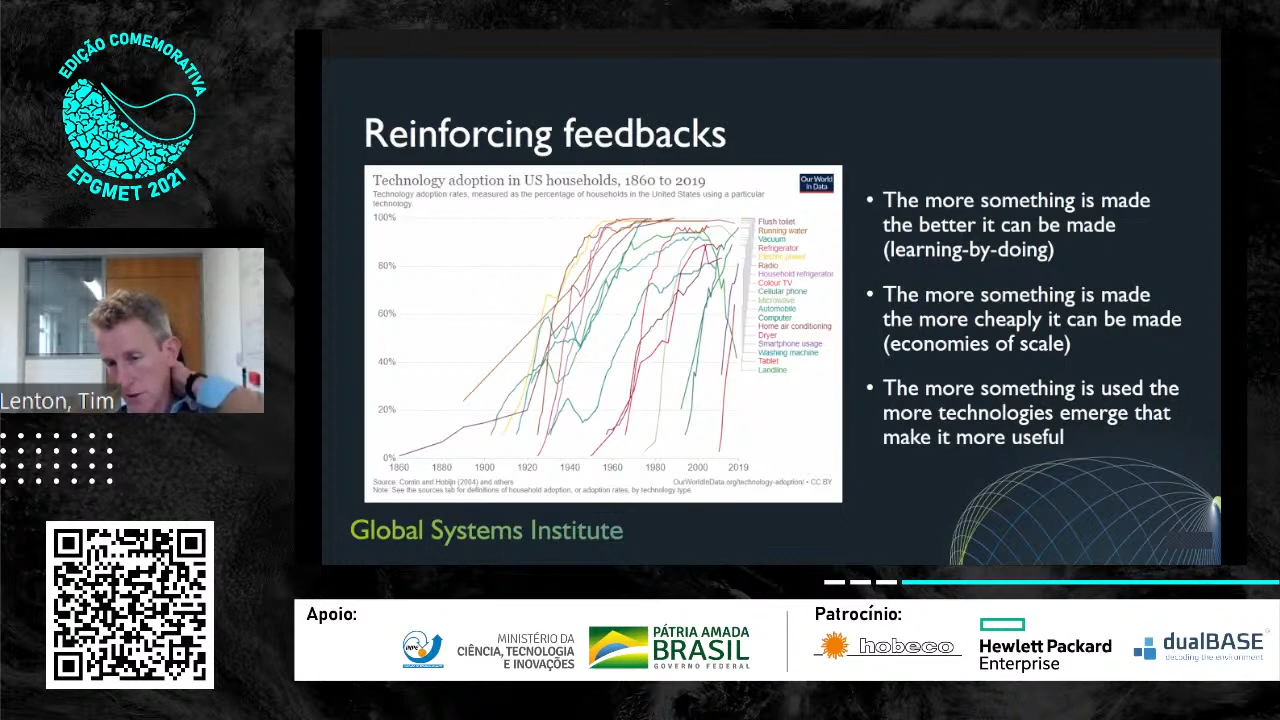 EDIÇÃO COMEMORATIVA
EPGMET 2021
Lenton, Tim
Reinforcing feedbacks
Technology adoption in US households, 1860 to 2019
Technology adoption rates, measured as the percentage of households in the United States using a particular
technology.
Our World
in Data
100%
80%
60%
40%
20%
0%
1860
1880
1900
1920
1940
1960
1980
2000
2019
Flush toilet
Running water
Vacuum
Refrigerator
Electric power
Radio
Household refrigerator
Colour TV
Cellular phone
Microwave
Automobile
Computer
Home air conditioning
Dryer
Smartphone usage
Washing machine
Tablet
Landline
Source: Comin and Hobijn (2004) and others
OurWorldInData.org/technology-adoption/ • CC BY
Note: See the sources tab for definitions of household adoption, or adoption rates, by technology type.
• The more something is made
the better it can be made
(learning-by-doing)
• The more something is made
the more cheaply it can be made
(economies of scale)
• The more something is used the
more technologies emerge that
make it more useful
Global Systems Institute
Apoio:
INPE
MINISTÉRIO DA
CIÊNCIA, TECNOLOGIA
E INOVAÇÕES
PÁTRIA AMADA
BRASIL
GOVERNO FEDERAL
Patrocínio:
hobeco
Hewlett Packard
Enterprise
dualBASE
decoding the environment